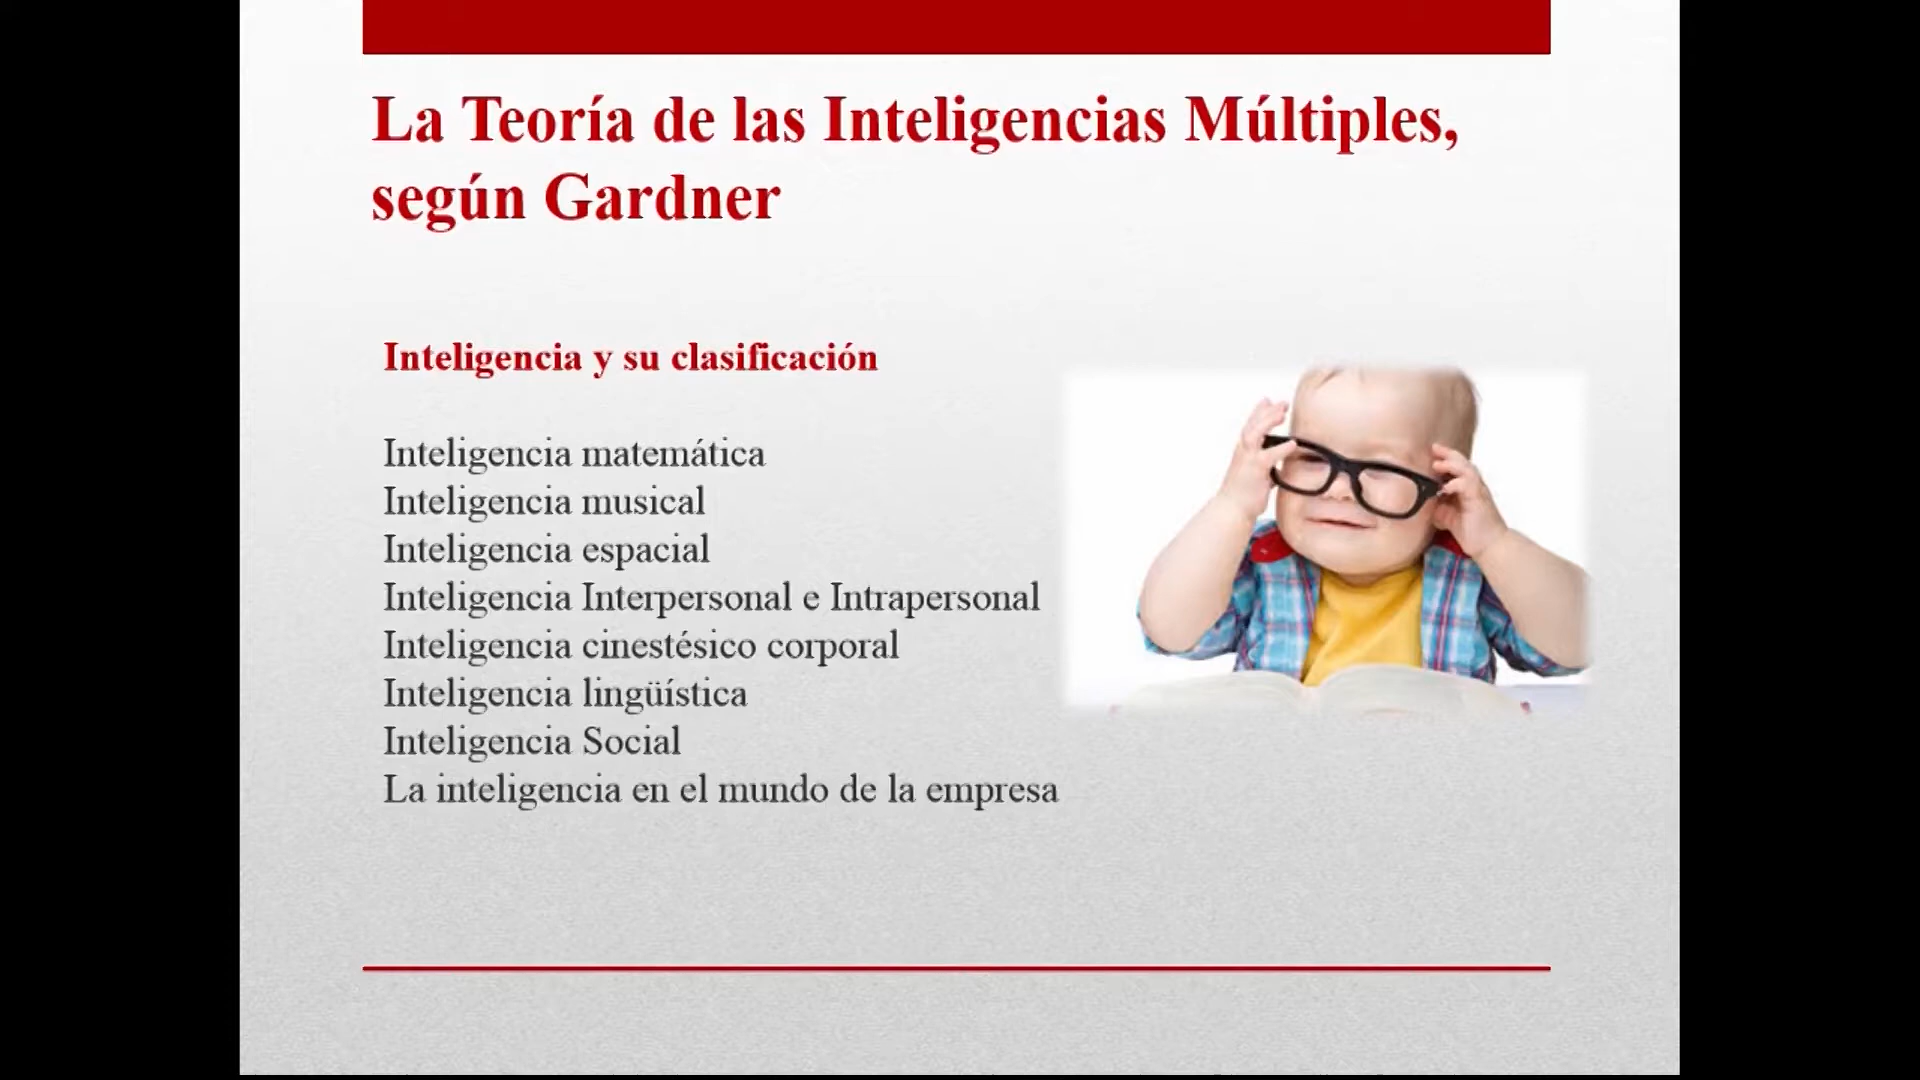 La Teoría de las Inteligencias Múltiples,
según Gardner
Inteligencia y su clasificación
Inteligencia matemática
Inteligencia musical
Inteligencia espacial
Inteligencia Interpersonal e Intrapersonal
Inteligencia cinestésico corporal
Inteligencia lingüística
Inteligencia Social
La inteligencia en el mundo de la empresa